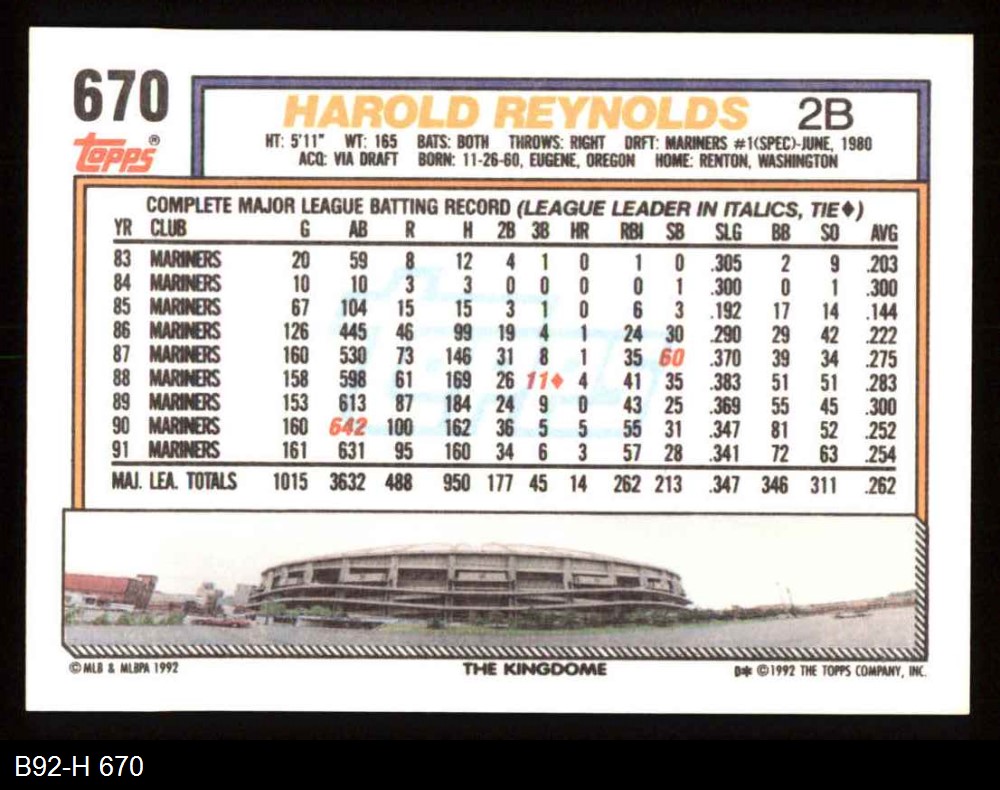 670
Topps®
HAROLD REYNOLDS 2B
HT: 5'11" WT: 165 BATS: BOTH THROWS: RIGHT DRFT: MARINERS #1(SPEC)-JUNE, 1980
ACQ: VIA DRAFT BORN: 11-26-60, EUGENE, OREGON HOME: RENTON, WASHINGTON
COMPLETE MAJOR LEAGUE BATTING RECORD (LEAGUE LEADER IN ITALICS, TIE♦)
YR CLUB G AB R H 2B 3B HR RBI SB SLG BB SO AVG
83 MARINERS 20 59 8 12 4 1 0 1 0 .305 2 9 .203
84 MARINERS 10 10 3 3 0 0 0 0 1 .300 0 1 .300
85 MARINERS 67 104 15 15 3 1 0 6 3 .192 17 14 .144
86 MARINERS 126 445 46 99 19 4 1 24 30 .290 29 42 .222
87 MARINERS 160 530 73 146 31 8 1 35 60 .370 39 34 .275
88 MARINERS 158 598 61 169 26 11♦ 4 41 35 .383 51 51 .283
89 MARINERS 153 613 87 184 24 9 0 43 25 .369 55 45 .300
90 MARINERS 160 642 100 162 36 5 5 55 31 .347 81 52 .252
91 MARINERS 161 631 95 160 34 6 3 57 28 .341 72 63 .254
MAJ. LEA. TOTALS 1015 3632 488 950 177 45 14 262 213 .347 346 311 .262
© MLB & MLBPA 1992 THE KINGDOME B✱ ©1992 THE TOPPS COMPANY, INC.
B92-H 670